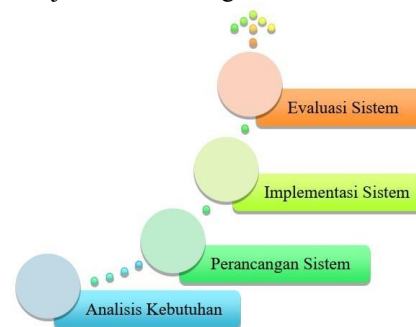 Evaluasi Sistem
Implementasi Sistem
Perancangan Sistem
Analisis Kebutuhan